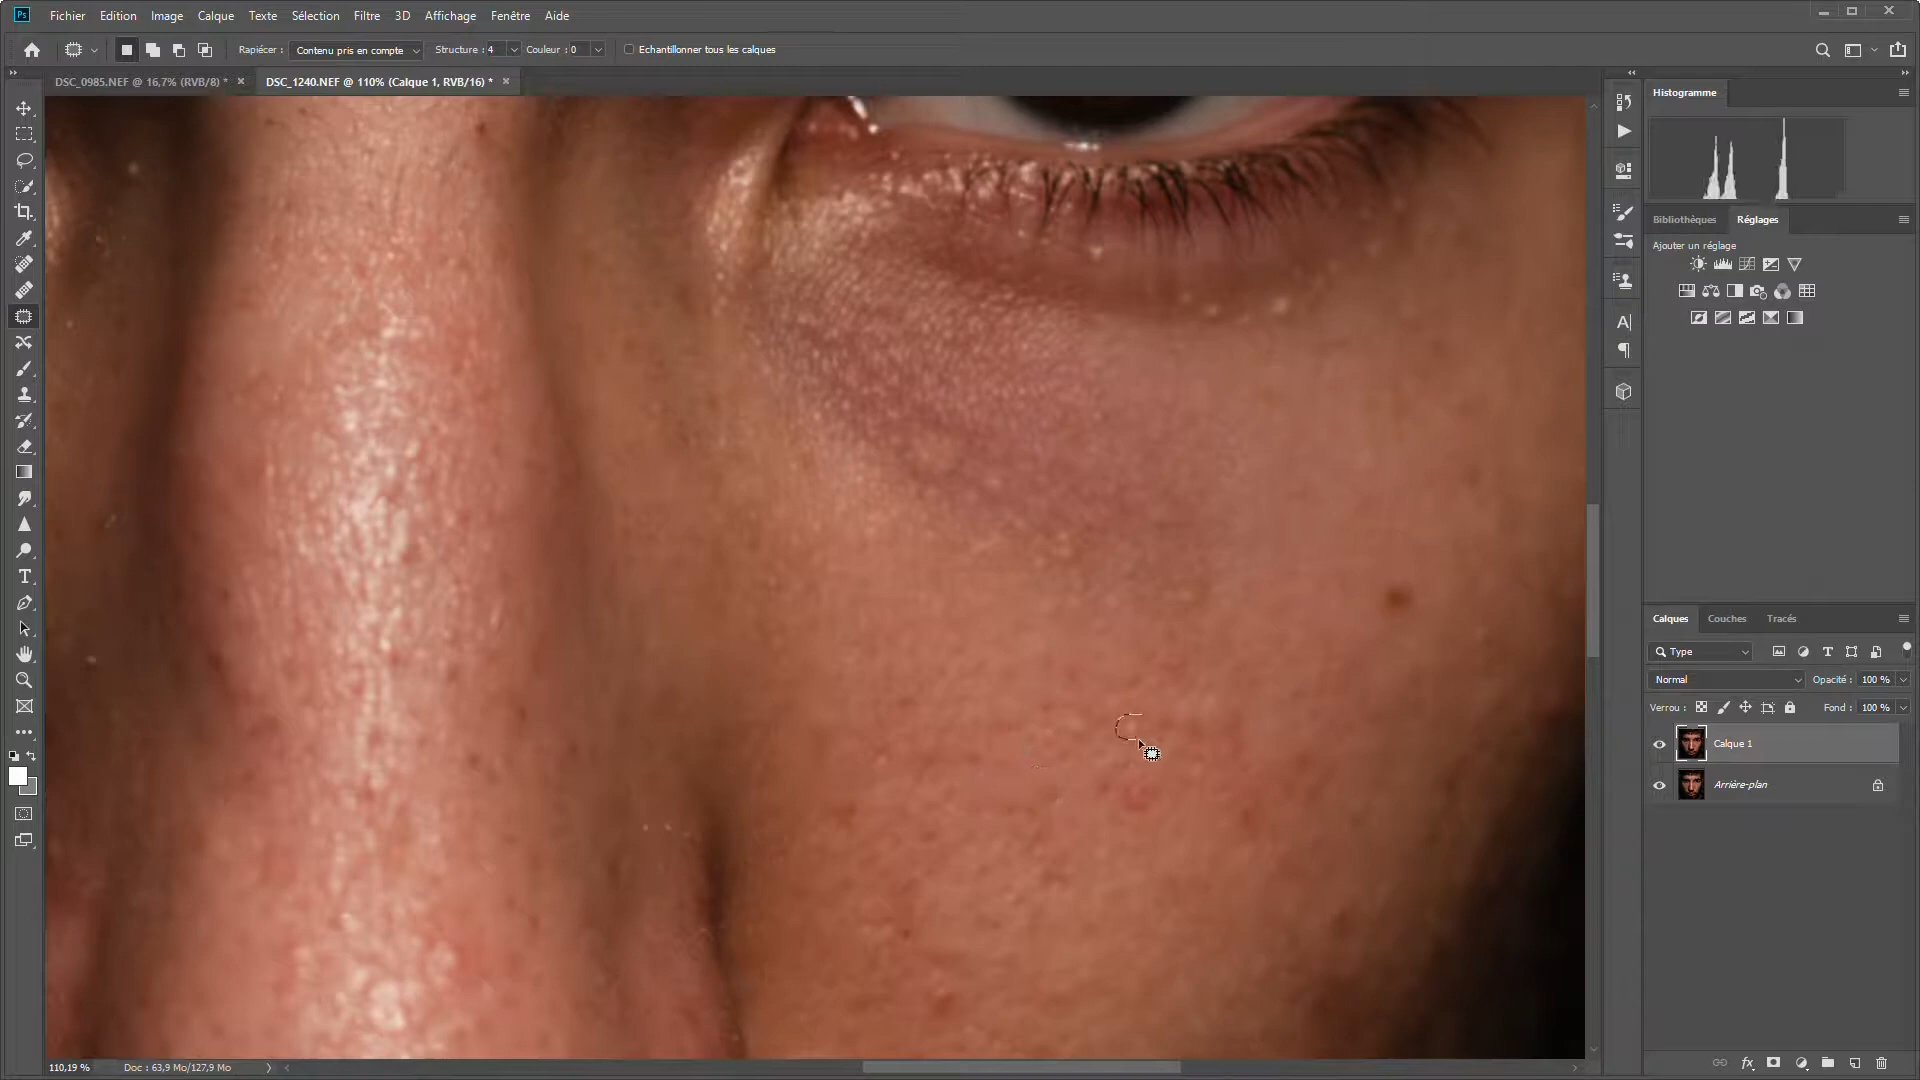 Ps Fichier Edition Image Calque Texte Sélection Filtre 3D Affichage Fenêtre Aide
Rapiécer : Contenu pris en compte Structure : 4 Couleur : 0 Echantillonner tous les calques
DSC_0985.NEF @ 16,7% (RVB/8) * DSC_1240.NEF @ 110% (Calque 1, RVB/16) *
Histogramme
Bibliothèques Réglages
Ajouter un réglage
Calques Couches Tracés
Type
Normal Opacité : 100 %
Verrou : Fond : 100 %
Calque 1
Arrière-plan
110,19 % Doc : 63,9 Mo/127,9 Mo
fx